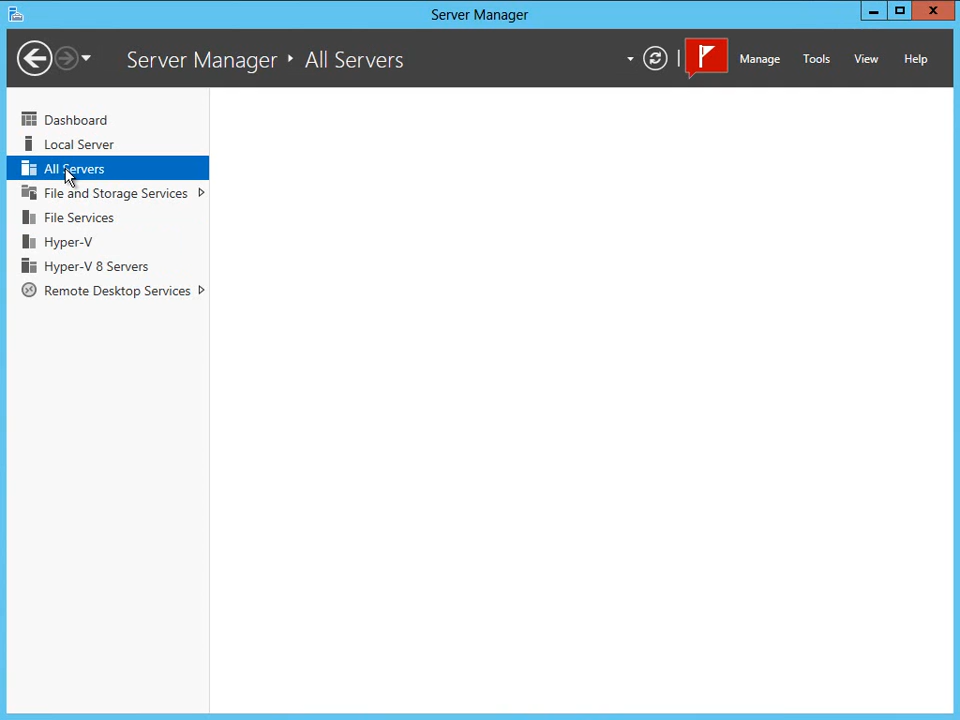 Server Manager
Server Manager ‣ All Servers
Manage
Tools
View
Help
Dashboard
Local Server
All Servers
File and Storage Services
File Services
Hyper-V
Hyper-V 8 Servers
Remote Desktop Services